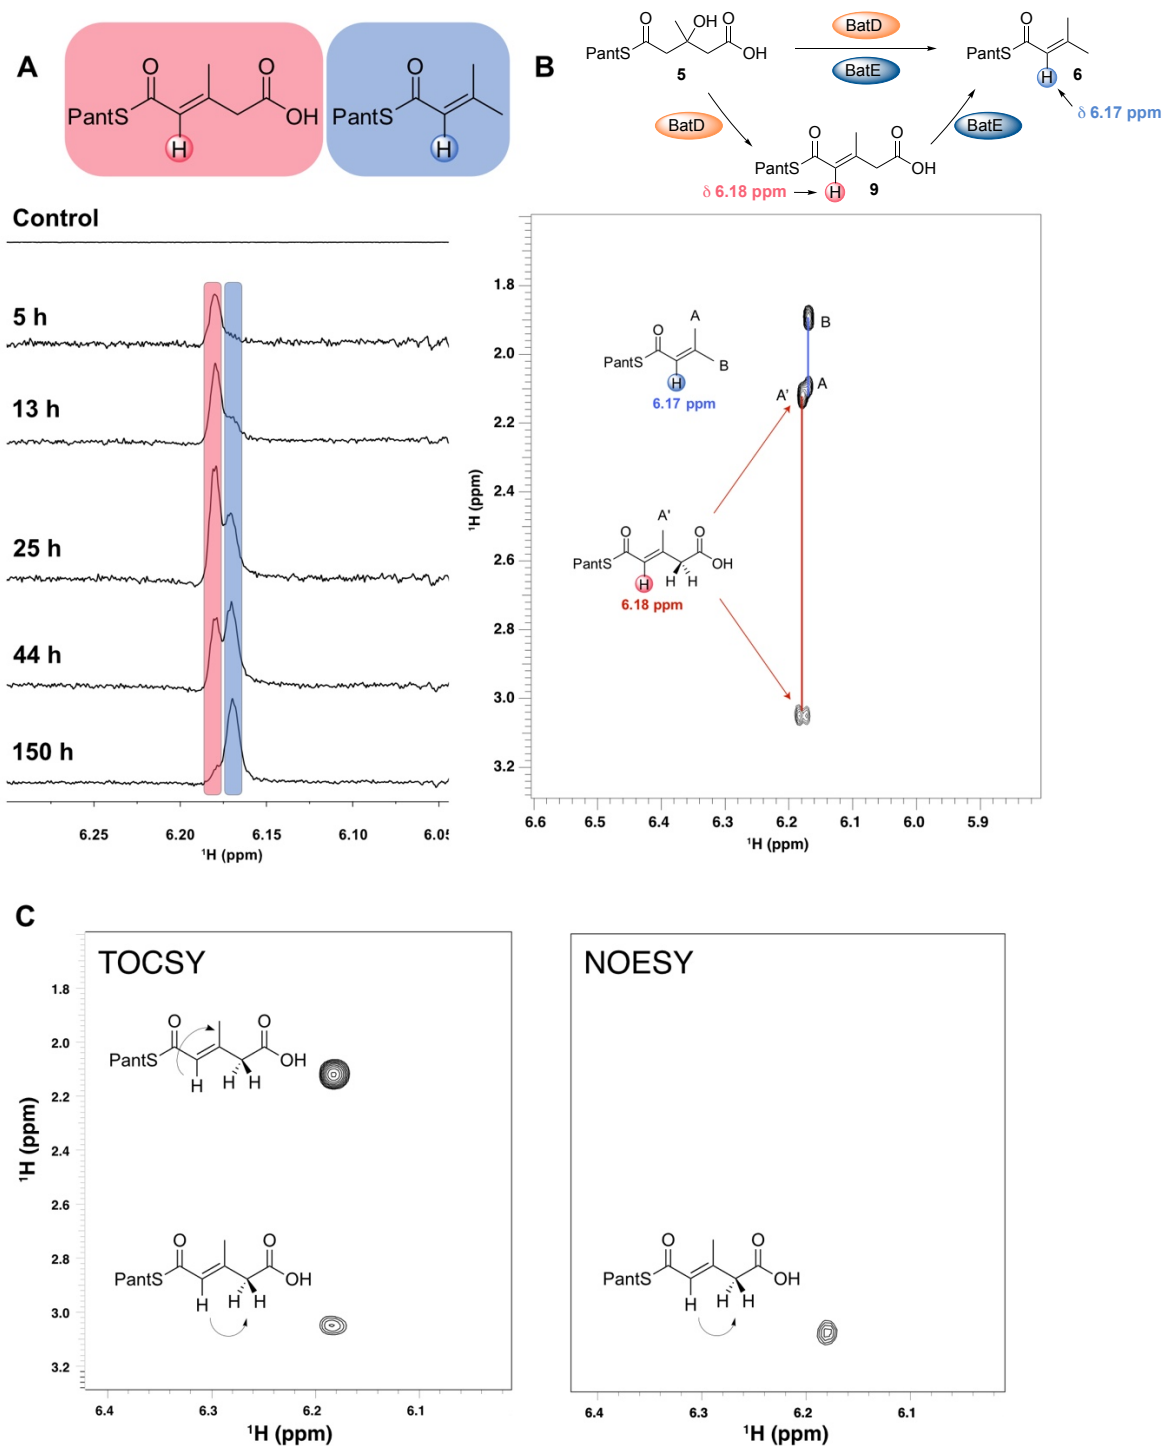 A
O
O
PantS
OH
H
O
PantS
H
Control
5 h
13 h
25 h
44 h
150 h
6.25
6.20
6.15
6.10
6.05
¹H (ppm)
B
O
OH
O
PantS
OH
5
BatD
BatE
O
PantS
H
6
δ 6.17 ppm
BatD
BatE
O
O
PantS
OH
δ 6.18 ppm
H
9
1.8
2.0
2.2
2.4
2.6
2.8
3.0
3.2
¹H (ppm)
A
O
PantS
B
H
6.17 ppm
B
A
A'
A'
O
O
PantS
OH
H
H
H
6.18 ppm
6.6
6.5
6.4
6.3
6.2
6.1
6.0
5.9
¹H (ppm)
C
TOCSY
1.8
2.0
2.2
2.4
2.6
2.8
3.0
3.2
¹H (ppm)
O
O
PantS
OH
H
H
H
O
O
PantS
OH
H
H
H
6.4
6.3
6.2
6.1
¹H (ppm)
NOESY
O
O
PantS
OH
H
H
H
6.4
6.3
6.2
6.1
¹H (ppm)